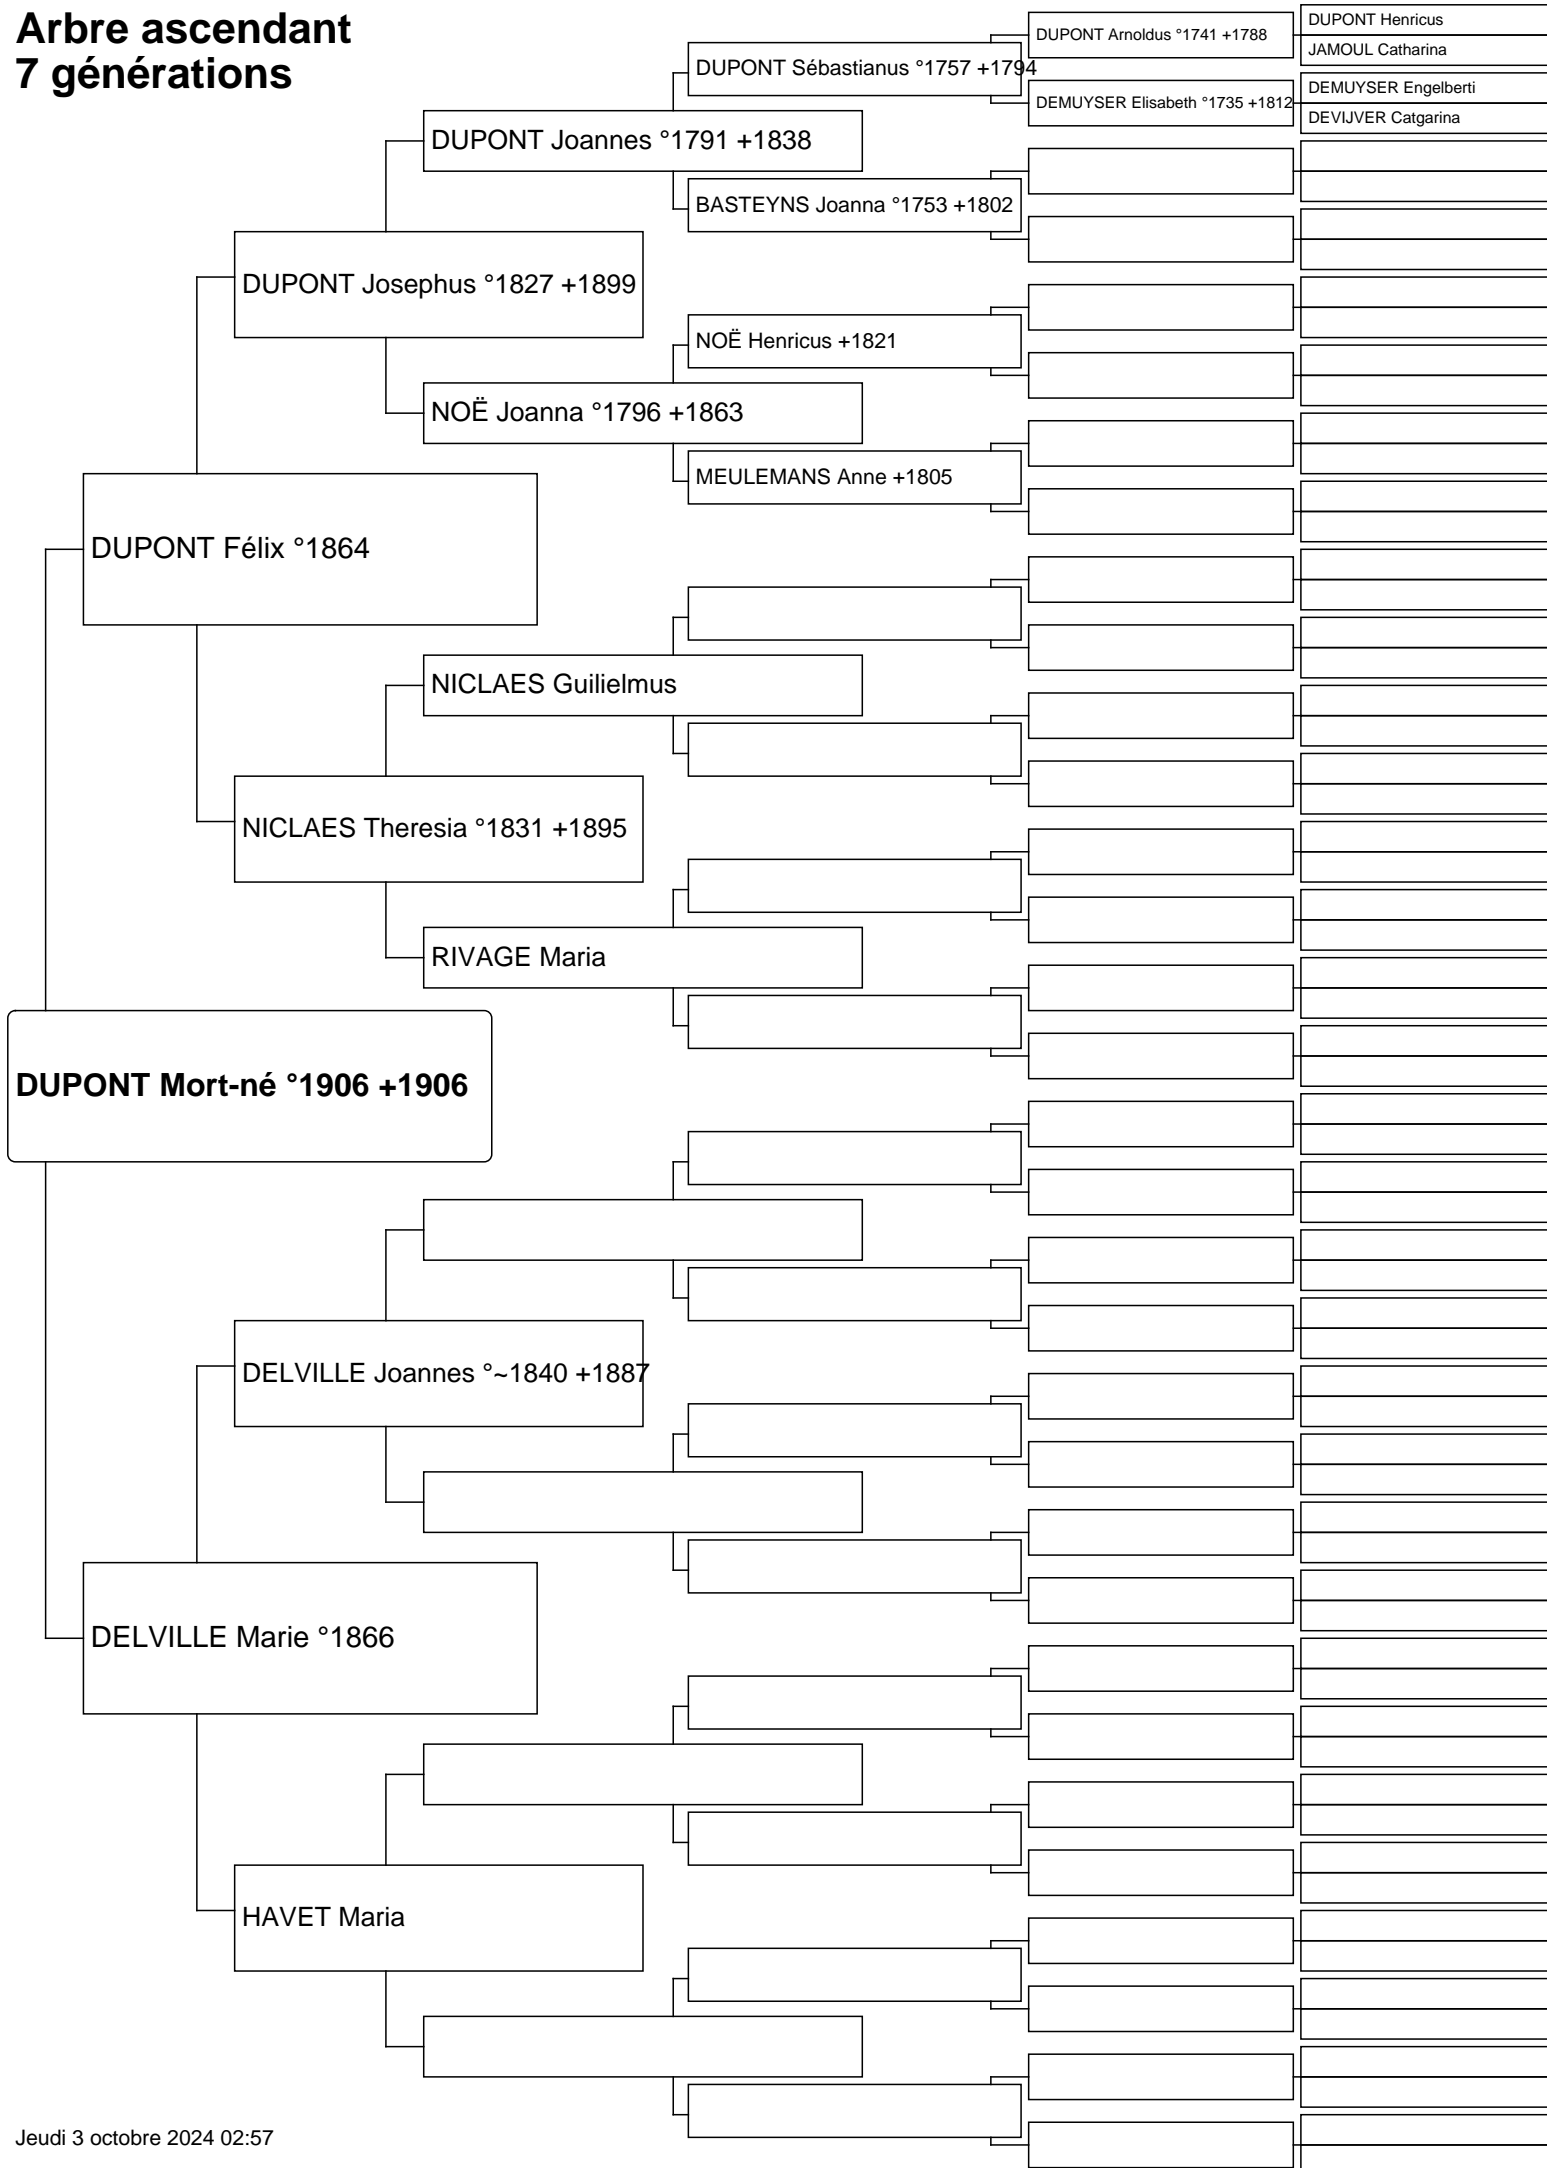 Arbre ascendant
7 générations
DUPONT Henricus
DUPONT Arnoldus °1741 +1788
JAMOUL Catharina
DUPONT Sébastianus °1757 +1794
DEMUYSER Engelberti
DEMUYSER Elisabeth °1735 +1812
DEVIJVER Catgarina
DUPONT Joannes °1791 +1838
BASTEYNS Joanna °1753 +1802
DUPONT Josephus °1827 +1899
NOË Henricus +1821
NOË Joanna °1796 +1863
MEULEMANS Anne +1805
DUPONT Félix °1864
NICLAES Guilielmus
NICLAES Theresia °1831 +1895
RIVAGE Maria
DUPONT Mort-né °1906 +1906
DELVILLE Joannes °~1840 +1887
DELVILLE Marie °1866
HAVET Maria
Jeudi 3 octobre 2024 02:57